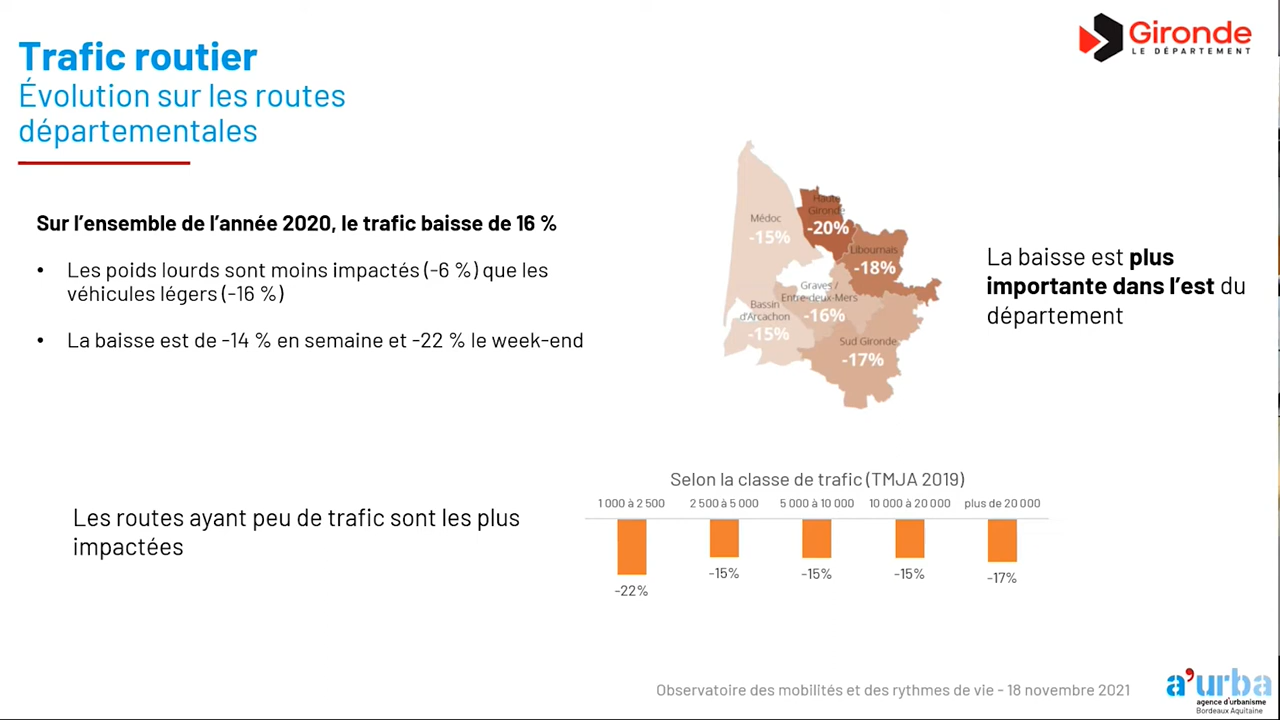 Trafic routier
Évolution sur les routes
départementales
Gironde
LE DÉPARTEMENT
Sur l'ensemble de l'année 2020, le trafic baisse de 16 %
• Les poids lourds sont moins impactés (-6 %) que les
véhicules légers (-16 %)
• La baisse est de -14 % en semaine et -22 % le week-end
Médoc
-15%
Haute
Gironde
-20%
Libournais
-18%
Graves /
Entre-deux-Mers
-16%
Bassin
d'Arcachon
-15%
Sud Gironde
-17%
La baisse est plus
importante dans l'est du
département
Les routes ayant peu de trafic sont les plus
impactées
Selon la classe de trafic (TMJA 2019)
1 000 à 2 500 2 500 à 5 000 5 000 à 10 000 10 000 à 20 000 plus de 20 000
-22% -15% -15% -15% -17%
Observatoire des mobilités et des rythmes de vie - 18 novembre 2021
a'urba
agence d'urbanisme
Bordeaux Aquitaine